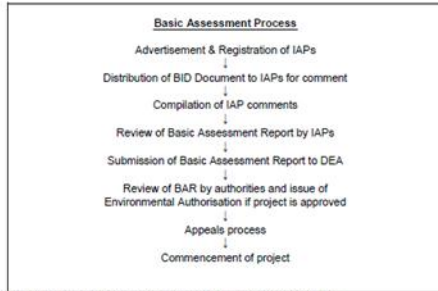 Basic Assessment Process
Advertisement & Registration of IAPs
↓
Distribution of BID Document to IAPs for comment
↓
Compilation of IAP comments
↓
Review of Basic Assessment Report by IAPs
↓
Submission of Basic Assessment Report to DEA
↓
Review of BAR by authorities and issue of
Environmental Authorisation if project is approved
↓
Appeals process
↓
Commencement of project